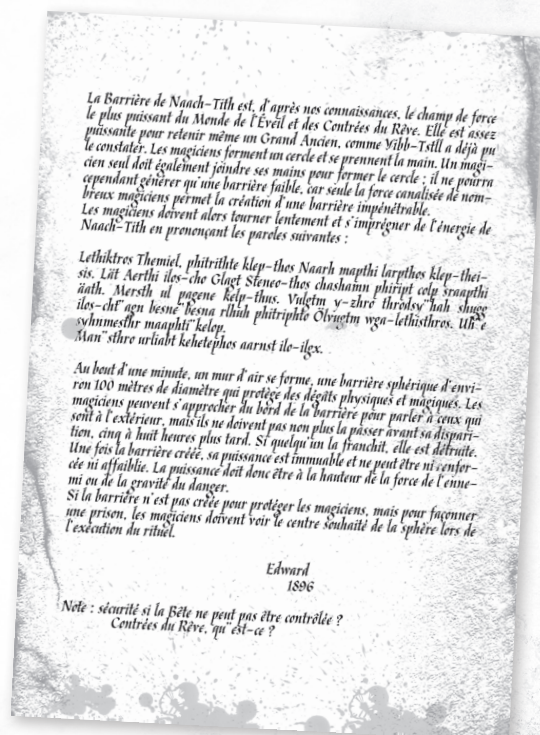 La Barrière de Naach-Tith est, d'après nos connaissances, le champ de force
le plus puissant du Monde de l'Éveil et des Contrées du Rêve. Elle est assez
puissante pour retenir même un Grand Ancien, comme Yibb-Tstll a déjà pu
le constater. Les magiciens forment un cercle et se prennent la main. Un magi-
cien seul doit également joindre ses mains pour former le cercle ; il ne pourra
cependant générer qu'une barrière faible, car seule la force canalisée de nom-
breux magiciens permet la création d'une barrière impénétrable.
Les magiciens doivent alors tourner lentement et s'imprégner de l'énergie de
Naach-Tith en prononçant les paroles suivantes :
Lethiktros Themiel, phitrithte klep-thos Naarh mapthi larpthos klep-thei-
sis. Lät Aerthi ilos-cho Glagt Steneo-thos chashamn phiript colp sraapthi
äath. Mersth ul pagene kelp-thus. Vulgtm y-zhro throdsy"hah shugg
ilos-chf"agn besne besna rlhuh phitriphte Olvugtm wga-lethisthros. Uh"e
syhnmesthr maaphti"kelop.
Man"sthro urliabt kehetephos aarnst ilo-ilgx.
Au bout d'une minute, un mur d'air se forme, une barrière sphérique d'envi-
ron 100 mètres de diamètre qui protège des dégâts physiques et magiques. Les
magiciens peuvent s'approcher du bord de la barrière pour parler à ceux qui
sont à l'extérieur, mais ils ne doivent pas non plus la passer avant sa dispari-
tion, cinq à huit heures plus tard. Si quelqu'un la franchit, elle est détruite.
Une fois la barrière créée, sa puissance est immuable et ne peut être ni renfor-
cée ni affaiblie. La puissance doit donc être à la hauteur de la force de l'enne-
mi ou de la gravité du danger.
Si la barrière n'est pas créée pour protéger les magiciens, mais pour façonner
une prison, les magiciens doivent voir le centre souhaité de la sphère lors de
l'exécution du rituel.
Edward
1896
Note : sécurité si la Bête ne peut pas être contrôlée ?
Contrées du Rêve, qu'est-ce ?